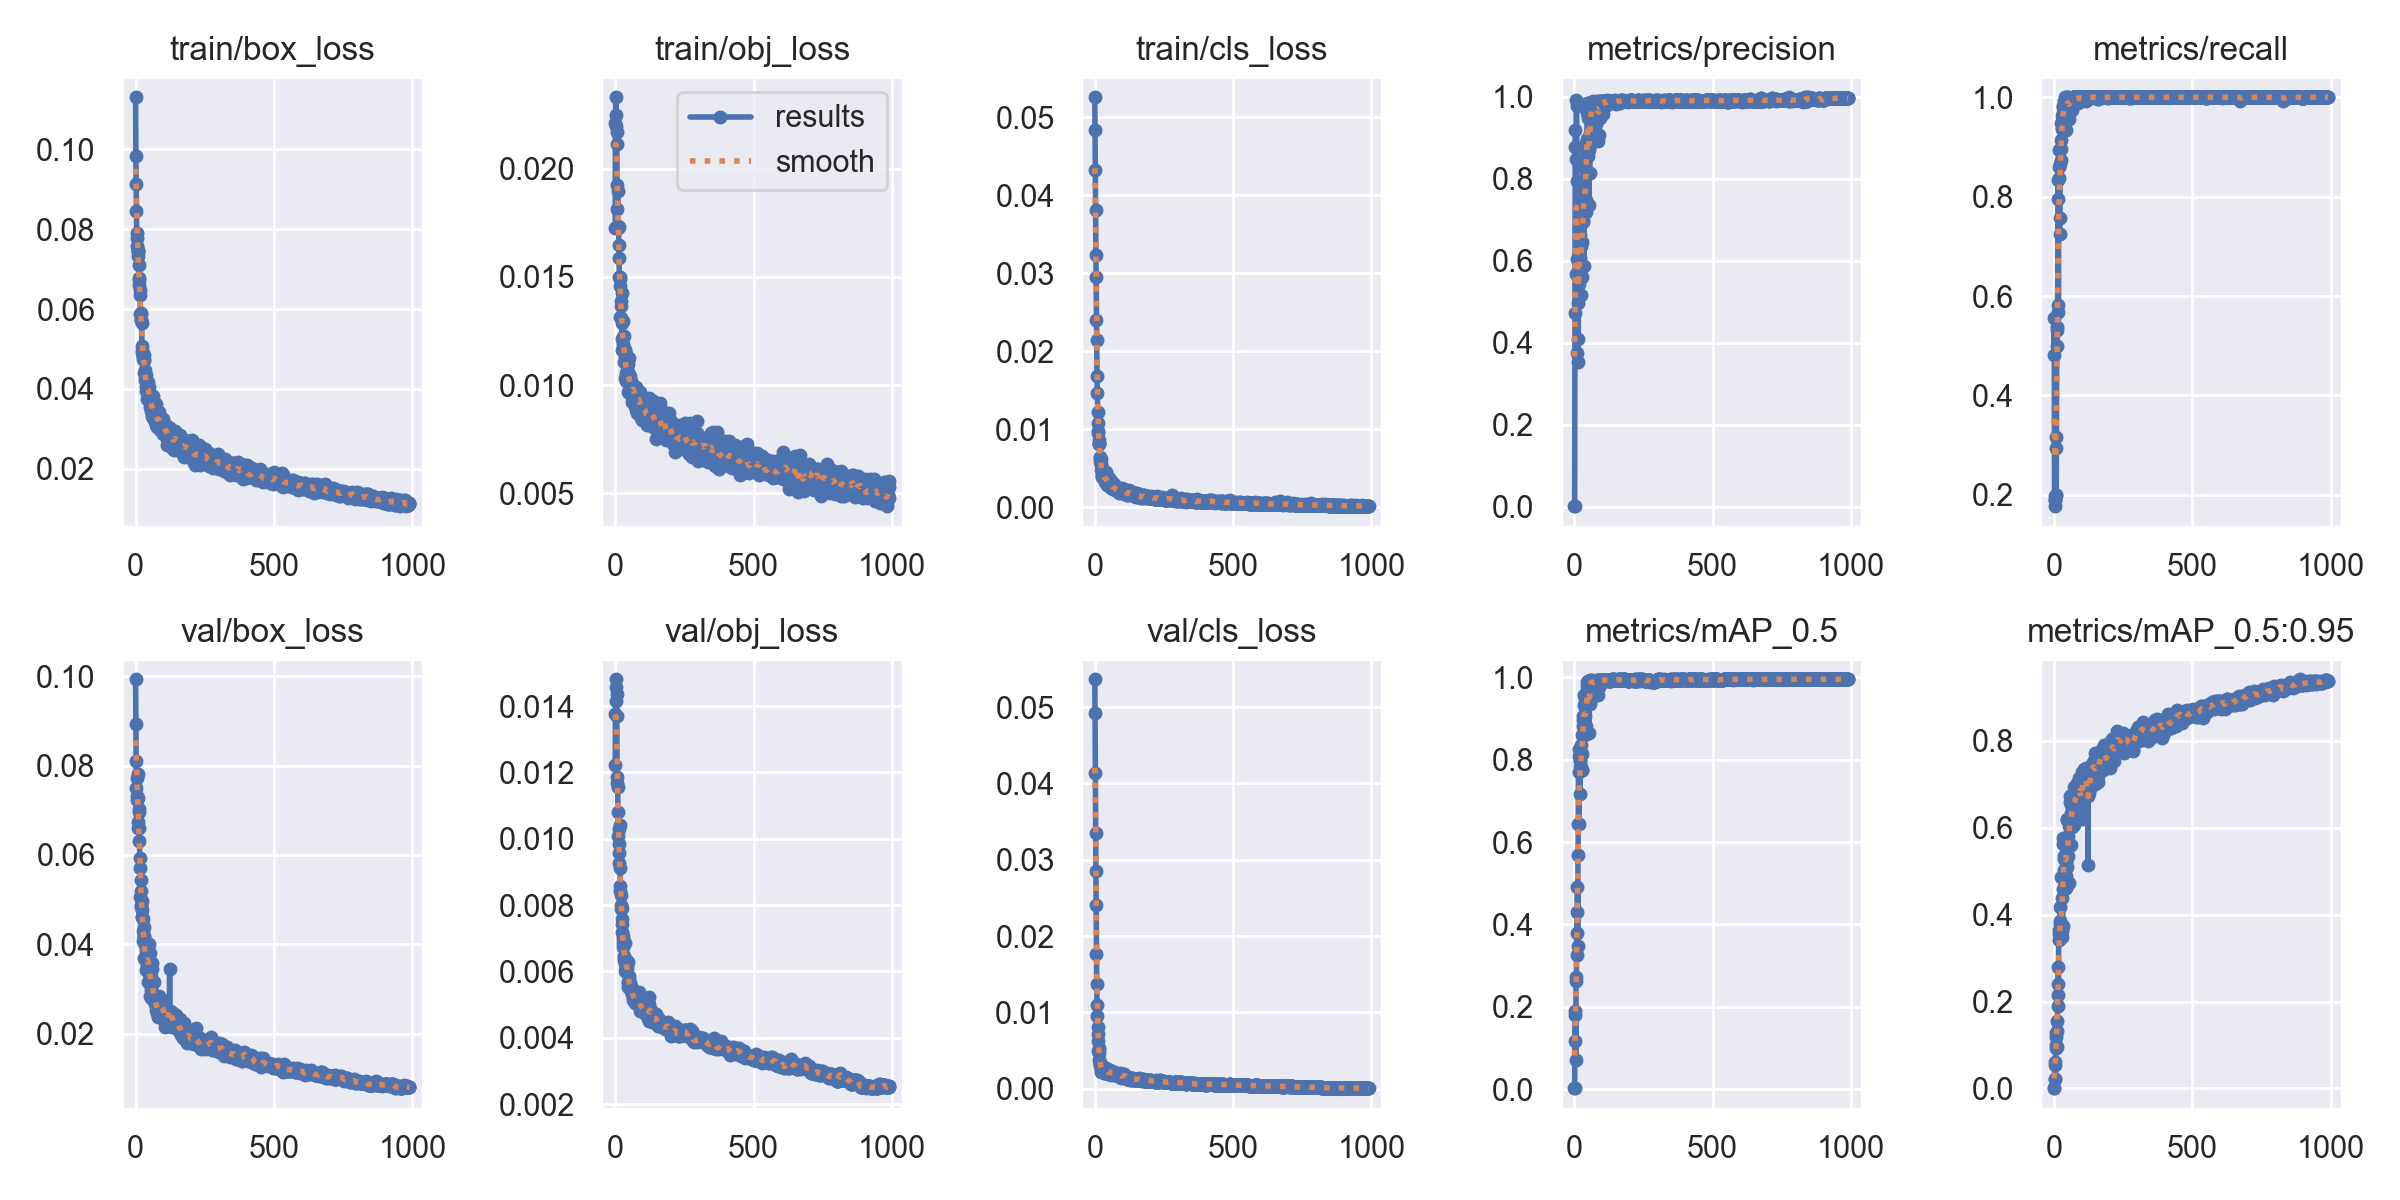 train/box_loss
0.10
0.08
0.06
0.04
0.02
0 500 1000
train/obj_loss
results
smooth
0.020
0.015
0.010
0.005
0 500 1000
train/cls_loss
0.05
0.04
0.03
0.02
0.01
0.00
0 500 1000
metrics/precision
1.0
0.8
0.6
0.4
0.2
0.0
0 500 1000
metrics/recall
1.0
0.8
0.6
0.4
0.2
0 500 1000
val/box_loss
0.10
0.08
0.06
0.04
0.02
0 500 1000
val/obj_loss
0.014
0.012
0.010
0.008
0.006
0.004
0.002
0 500 1000
val/cls_loss
0.05
0.04
0.03
0.02
0.01
0.00
0 500 1000
metrics/mAP_0.5
1.0
0.8
0.6
0.4
0.2
0.0
0 500 1000
metrics/mAP_0.5:0.95
0.8
0.6
0.4
0.2
0.0
0 500 1000